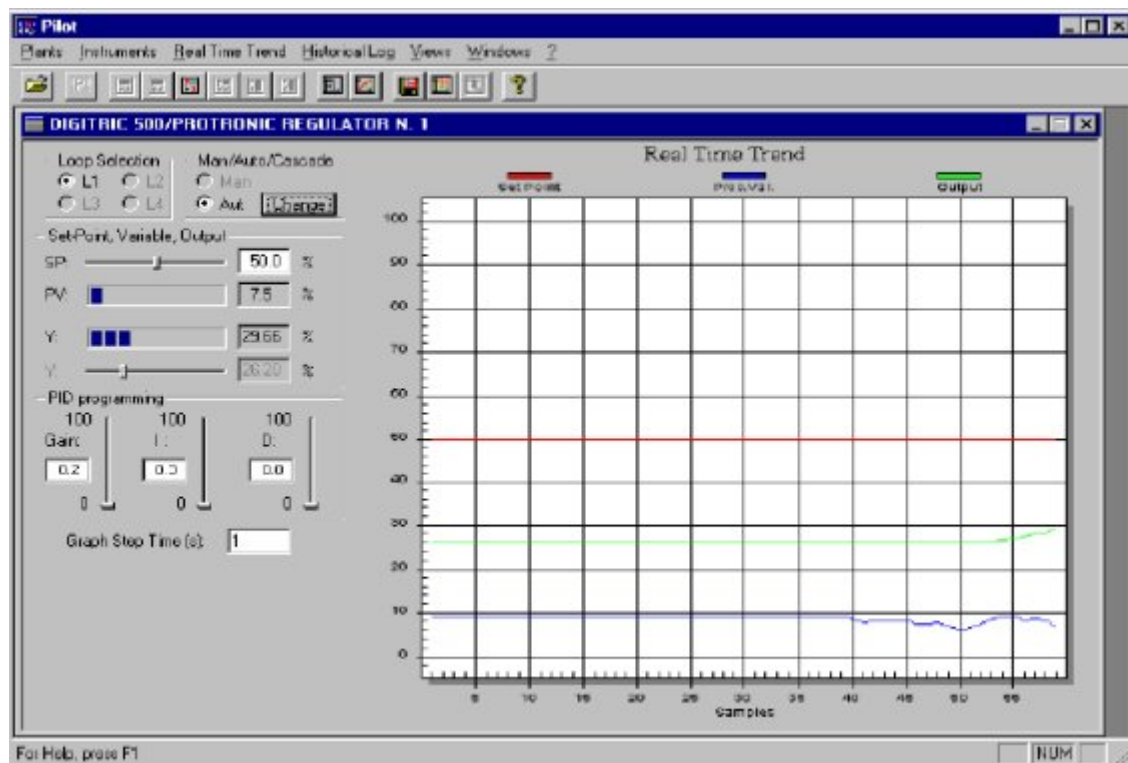 Pilot
Plants Instruments Real Time Trend Historical Log Views Windows ?
DIGITRIC 500/PROTRONIC REGULATOR N. 1
Loop Selection
L1 L2
L3 L4
Man/Auto/Cascade
Man
Aut Change
Set-Point, Variable, Output
SP: 50.0 %
PV: 7.5 %
Y: 29.66 %
Y: 26.20 %
PID programming
100 100 100
Gain: I: D:
0.2 0.0 0.0
0 0 0
Graph Step Time (s): 1
Real Time Trend
Set Point Pro.Var. Output
100
90
80
70
60
50
40
30
20
10
0
5 10 15 20 25 30 35 40 45 50 55
Samples
For Help, press F1
NUM